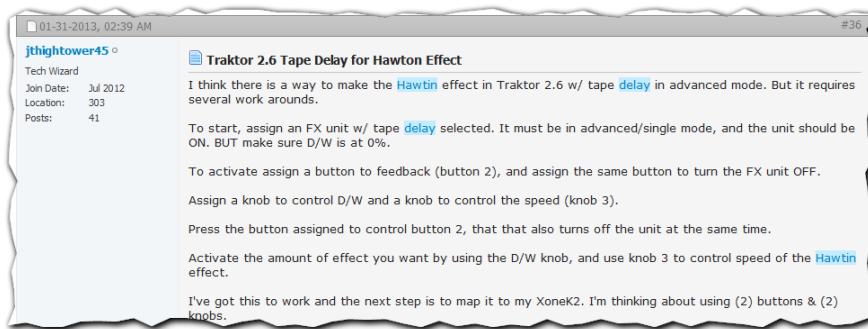 01-31-2013, 02:39 AM #36
jthightower45
Tech Wizard
Join Date: Jul 2012
Location: 303
Posts: 41
Traktor 2.6 Tape Delay for Hawton Effect
I think there is a way to make the Hawtin effect in Traktor 2.6 w/ tape delay in advanced mode. But it requires
several work arounds.
To start, assign an FX unit w/ tape delay selected. It must be in advanced/single mode, and the unit should be
ON. BUT make sure D/W is at 0%.
To activate assign a button to feedback (button 2), and assign the same button to turn the FX unit OFF.
Assign a knob to control D/W and a knob to control the speed (knob 3).
Press the button assigned to control button 2, that that also turns off the unit at the same time.
Activate the amount of effect you want by using the D/W knob, and use knob 3 to control speed of the Hawtin
effect.
I've got this to work and the next step is to map it to my XoneK2. I'm thinking about using (2) buttons & (2)
knobs.